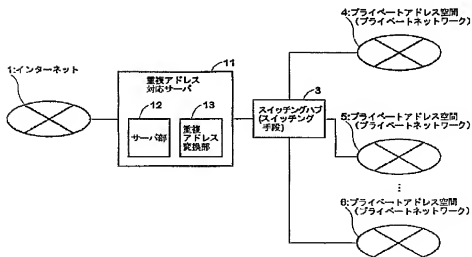 4:プライベートアドレス空間
(プライベートネットワーク)
1:インターネット
11
重複アドレス
対応サーバ
12
13
サーバ部
重複
アドレス
変換部
3
スイッチングハブ
(スイッチング
手段)
5:プライベートアドレス空間
(プライベートネットワーク)
⋮
6:プライベートアドレス空間
(プライベートネットワーク)